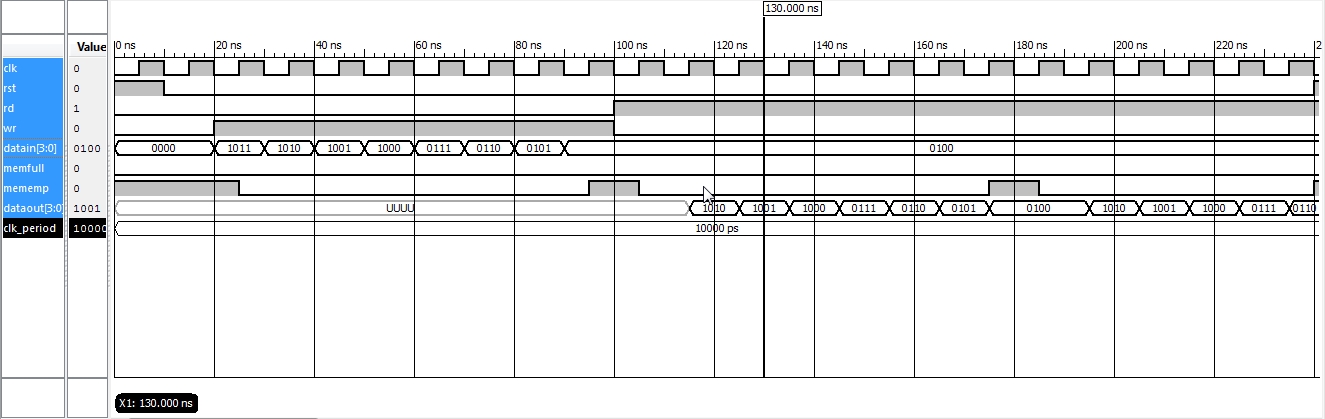 130.000 ns
Value
0 ns 20 ns 40 ns 60 ns 80 ns 100 ns 120 ns 140 ns 160 ns 180 ns 200 ns 220 ns 2
clk 0
rst 0
rd 1
wr 0
datain[3:0] 0100 0000 1011 1010 1001 1000 0111 0110 0101 0100
memfull 0
mememp 0
dataout[3:0 1001 UUUU 1010 1001 1000 0111 0110 0101 0100 1010 1001 1000 0111 0110
clk_period 10000 10000 ps
X1: 130.000 ns